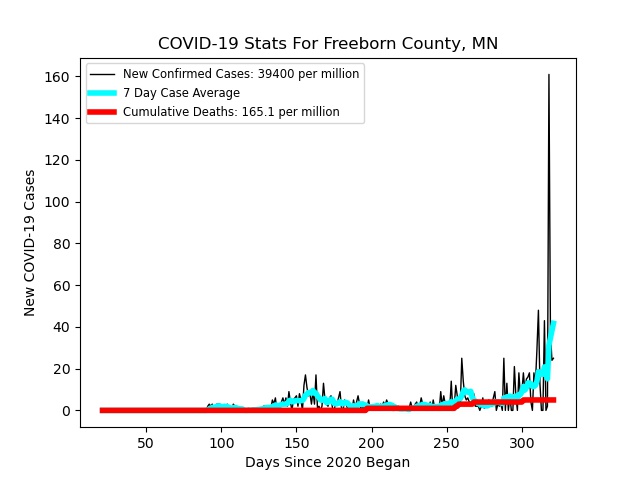 COVID-19 Stats For Freeborn County, MN
New Confirmed Cases: 39400 per million
7 Day Case Average
Cumulative Deaths: 165.1 per million
New COVID-19 Cases
160
140
120
100
80
60
40
20
0
50 100 150 200 250 300
Days Since 2020 Began